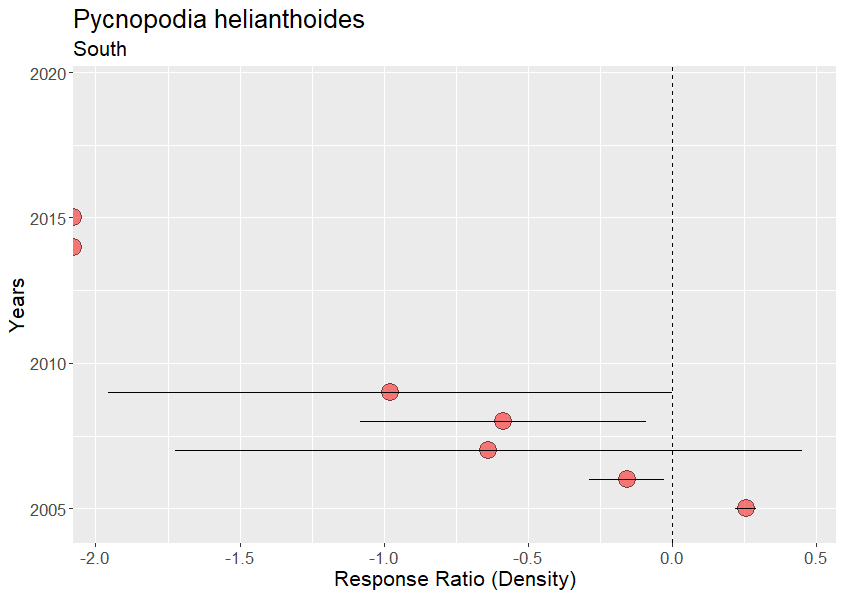 Pycnopodia helianthoides
South
2020
2015
2010
2005
Years
-2.0 -1.5 -1.0 -0.5 0.0 0.5
Response Ratio (Density)